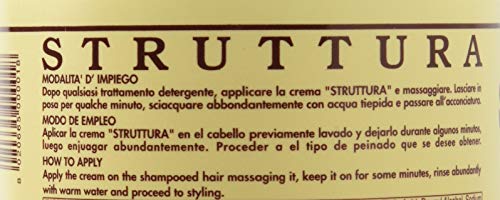 STRUTTURA
MODALITA' D' IMPIEGO
Dopo qualsiasi trattamento detergente, applicare la crema "STRUTTURA" e massaggiare. Lasciare in
posa per qualche minuto, sciacquare abbondantemente con acqua tiepida e passare all'acconciatura.
MODO DE EMPLEO
Aplicar la crema "STRUTTURA" en el cabello previamente lavado y dejarlo durante algunos minutos,
luego enjuagar abundantemente. Proceder a el tipo de peinado que se desee obtener.
HOW TO APPLY
Apply the cream on the shampooed hair massaging it, keep it on for some minutes, rinse abundantly
with warm water and proceed to styling.
8 020665 000018